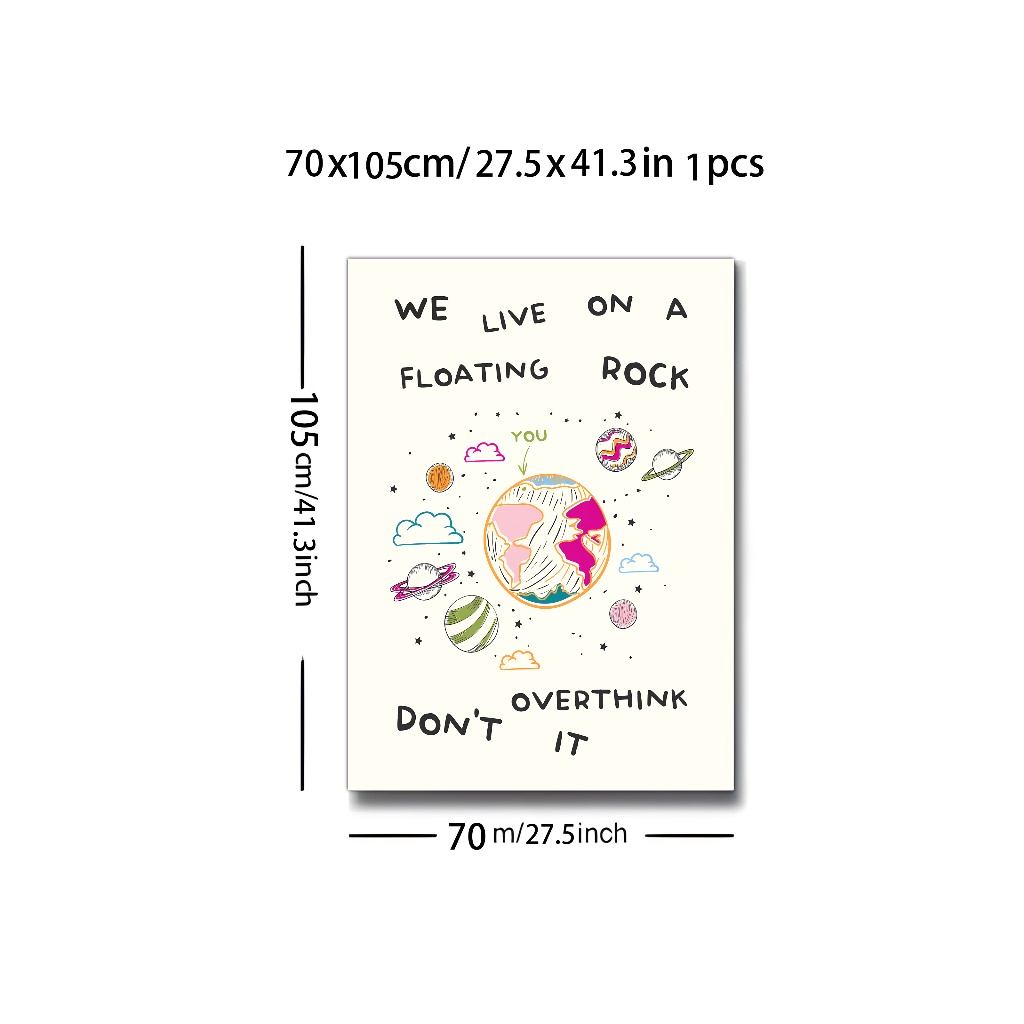 70x105cm/27.5x41.3in 1pcs
WE LIVE ON A
FLOATING ROCK
YOU
DON'T OVERTHINK
IT
105cm/41.3inch
70 m/27.5inch